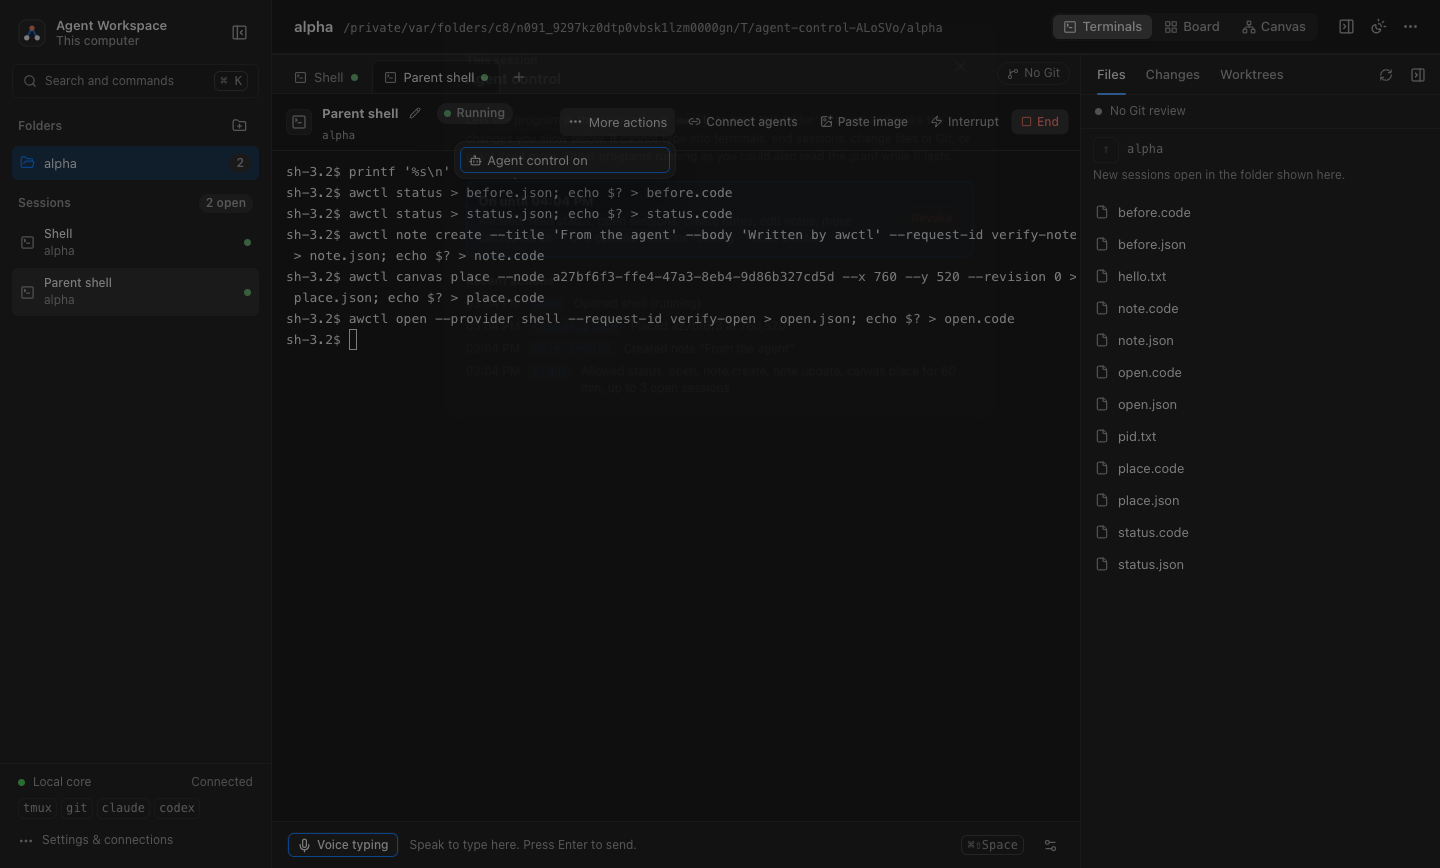 Agent Workspace
This computer
Search and commands
⌘ K
Folders
alpha
2
Sessions
2 open
Shell
alpha
Parent shell
alpha
Local core
Connected
tmux
git
claude
codex
Settings & connections
alpha /private/var/folders/c8/n091_9297kz0dtp0vbsk1lzm0000gn/T/agent-control-ALoSVo/alpha
Terminals
Board
Canvas
Shell
Parent shell
No Git
Parent shell
alpha
Running
More actions
Connect agents
Paste image
Interrupt
End
Agent control on
sh-3.2$ printf '%s\n'
sh-3.2$ awctl status > before.json; echo $? > before.code
sh-3.2$ awctl status > status.json; echo $? > status.code
sh-3.2$ awctl note create --title 'From the agent' --body 'Written by awctl' --request-id verify-note
> note.json; echo $? > note.code
sh-3.2$ awctl canvas place --node a27bf6f3-ffe4-47a3-8eb4-9d86b327cd5d --x 760 --y 520 --revision 0 >
place.json; echo $? > place.code
sh-3.2$ awctl open --provider shell --request-id verify-open > open.json; echo $? > open.code
sh-3.2$
Voice typing
Speak to type here. Press Enter to send.
⌘⇧Space
Files
Changes
Worktrees
No Git review
↑ alpha
New sessions open in the folder shown here.
before.code
before.json
hello.txt
note.code
note.json
open.code
open.json
pid.txt
place.code
place.json
status.code
status.json